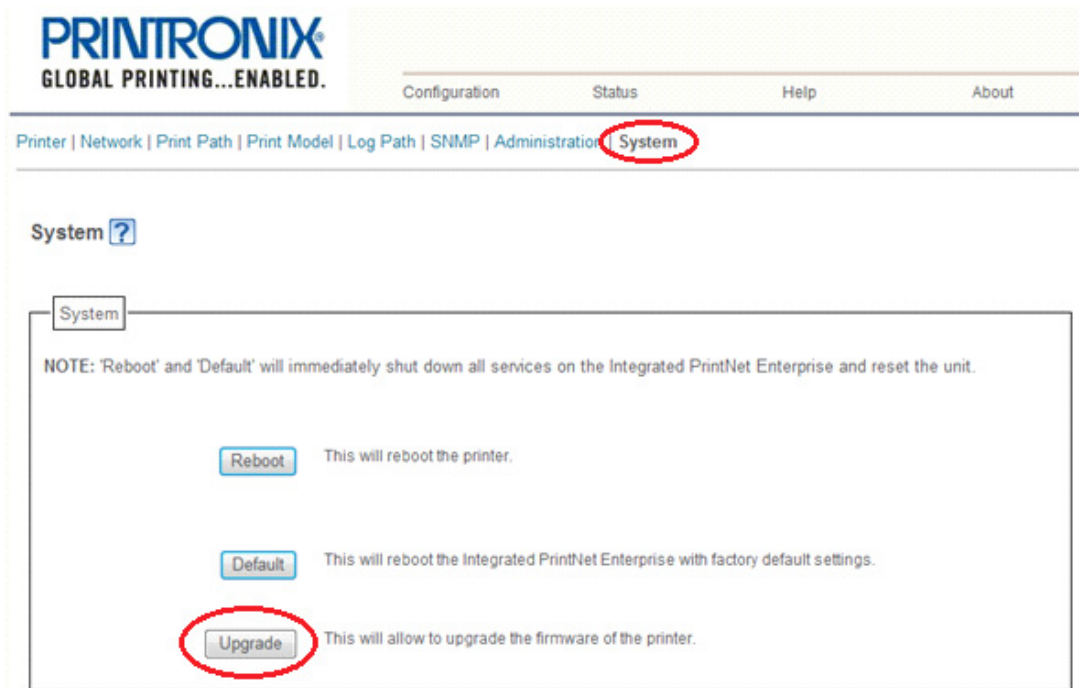 PRINTRONIX®
GLOBAL PRINTING...ENABLED.
Configuration Status Help About
Printer | Network | Print Path | Print Model | Log Path | SNMP | Administration | System
System ?
System
NOTE: 'Reboot' and 'Default' will immediately shut down all services on the Integrated PrintNet Enterprise and reset the unit.
Reboot This will reboot the printer.
Default This will reboot the Integrated PrintNet Enterprise with factory default settings.
Upgrade This will allow to upgrade the firmware of the printer.